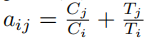 a_{ij} = \frac{C_j}{C_i} + \frac{T_j}{T_i}